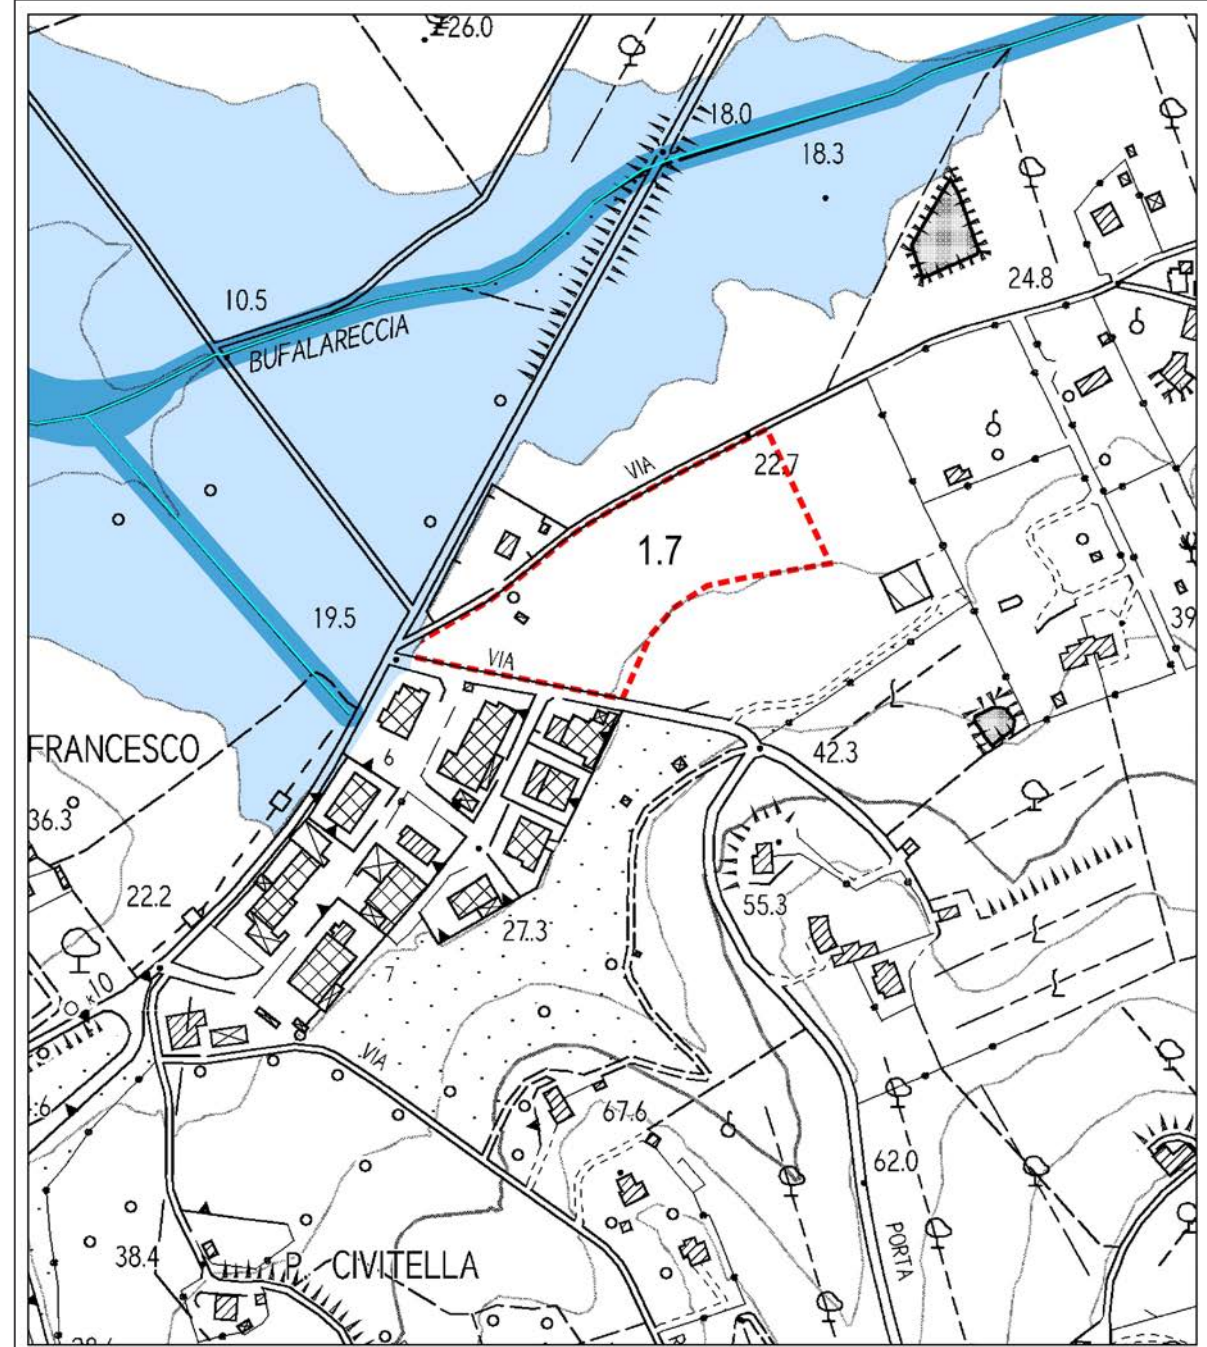 26.0
18.0
18.3
10.5
BUFALARECCIA
24.8
VIA
22.7
1.7
19.5
VIA
39
FRANCESCO
6
42.3
36.3
22.2
55.3
27.3
7
K10
VIA
67.6
62.0
38.4
PORTA
P. CIVITELLA